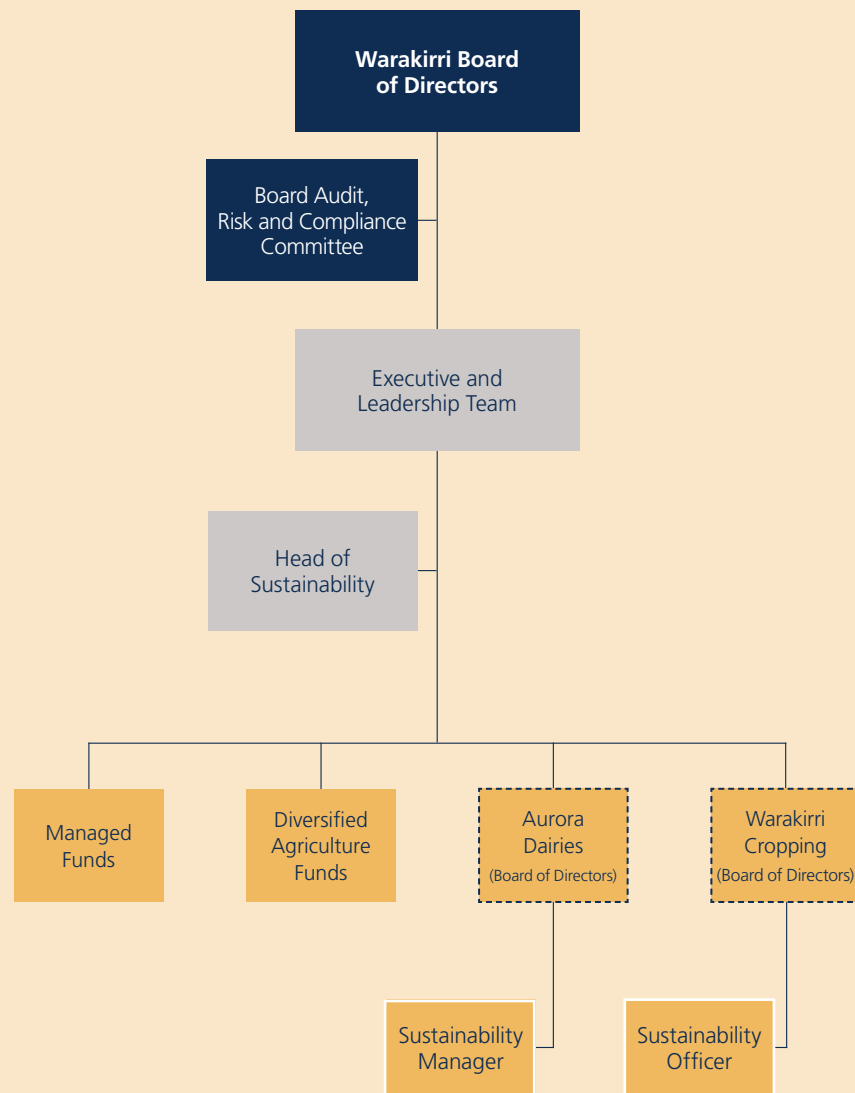 Warakirri Board
of Directors
Board Audit,
Risk and Compliance
Committee
Executive and
Leadership Team
Head of
Sustainability
Managed
Funds
Diversified
Agriculture
Funds
Aurora
Dairies
(Board of Directors)
Warakirri
Cropping
(Board of Directors)
Sustainability
Manager
Sustainability
Officer